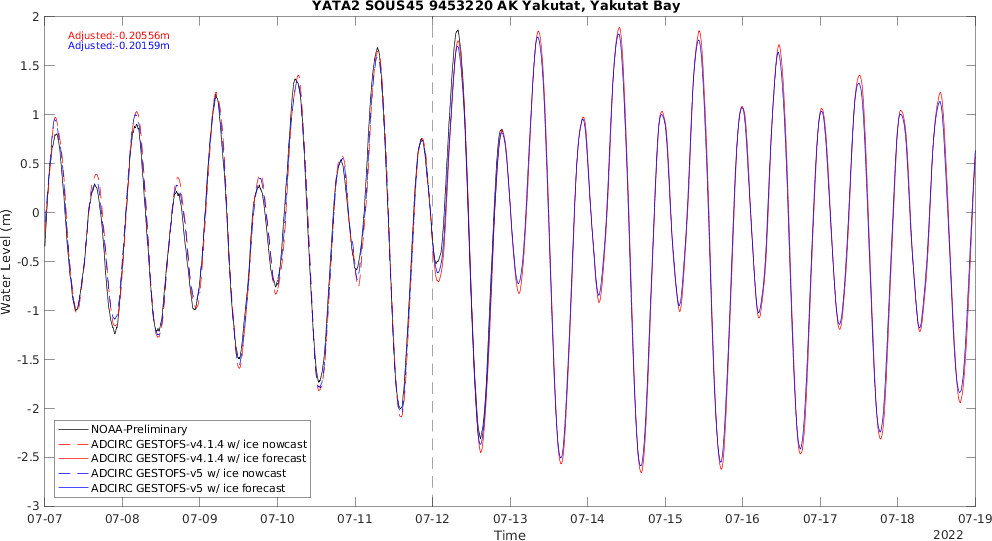 YATA2 SOUS45 9453220 AK Yakutat, Yakutat Bay
Adjusted:-0.20556m
Adjusted:-0.20159m
2
1.5
1
0.5
0
-0.5
-1
-1.5
-2
-2.5
-3
Water Level (m)
NOAA-Preliminary
ADCIRC GESTOFS-v4.1.4 w/ ice nowcast
ADCIRC GESTOFS-v4.1.4 w/ ice forecast
ADCIRC GESTOFS-v5 w/ ice nowcast
ADCIRC GESTOFS-v5 w/ ice forecast
07-07 07-08 07-09 07-10 07-11 07-12 07-13 07-14 07-15 07-16 07-17 07-18 07-19
Time
2022